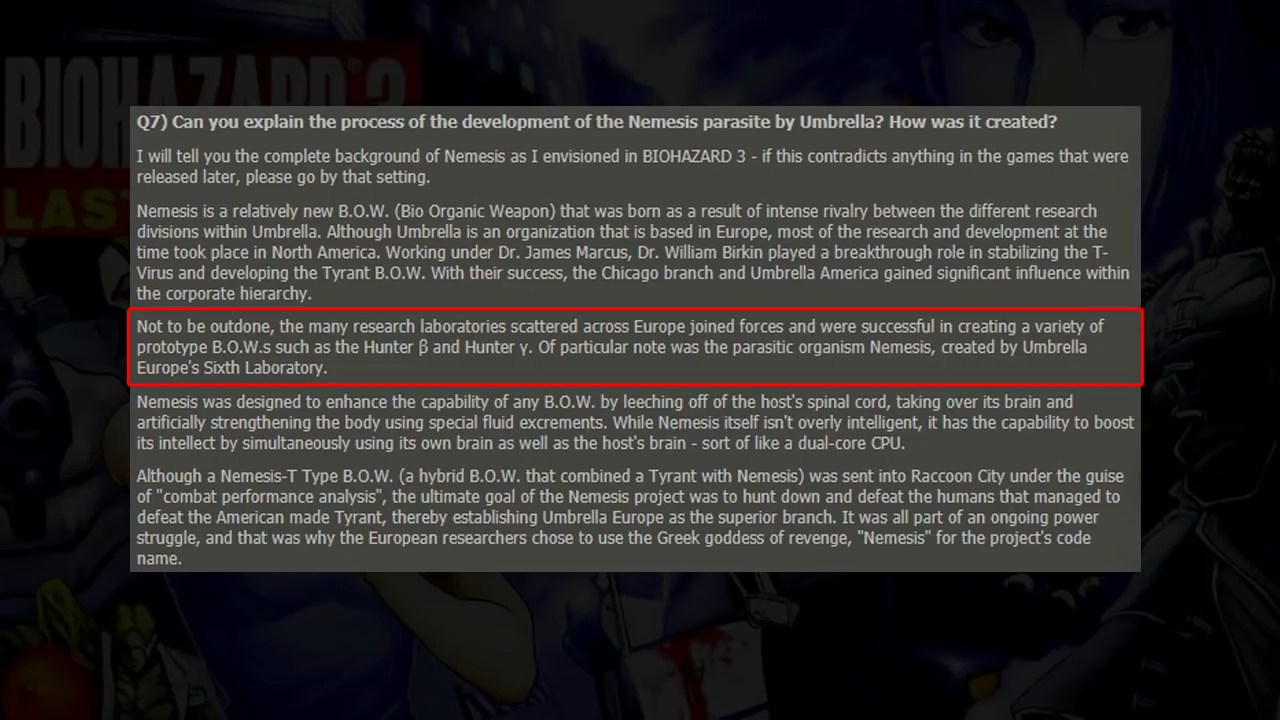 BIOHAZARD 3
LAST
Q7) Can you explain the process of the development of the Nemesis parasite by Umbrella? How was it created?
I will tell you the complete background of Nemesis as I envisioned in BIOHAZARD 3 - if this contradicts anything in the games that were
released later, please go by that setting.
Nemesis is a relatively new B.O.W. (Bio Organic Weapon) that was born as a result of intense rivalry between the different research
divisions within Umbrella. Although Umbrella is an organization that is based in Europe, most of the research and development at the
time took place in North America. Working under Dr. James Marcus, Dr. William Birkin played a breakthrough role in stabilizing the T-
Virus and developing the Tyrant B.O.W. With their success, the Chicago branch and Umbrella America gained significant influence within
the corporate hierarchy.
Not to be outdone, the many research laboratories scattered across Europe joined forces and were successful in creating a variety of
prototype B.O.W.s such as the Hunter β and Hunter γ. Of particular note was the parasitic organism Nemesis, created by Umbrella
Europe's Sixth Laboratory.
Nemesis was designed to enhance the capability of any B.O.W. by leeching off of the host's spinal cord, taking over its brain and
artificially strengthening the body using special fluid excrements. While Nemesis itself isn't overly intelligent, it has the capability to boost
its intellect by simultaneously using its own brain as well as the host's brain - sort of like a dual-core CPU.
Although a Nemesis-T Type B.O.W. (a hybrid B.O.W. that combined a Tyrant with Nemesis) was sent into Raccoon City under the guise
of "combat performance analysis", the ultimate goal of the Nemesis project was to hunt down and defeat the humans that managed to
defeat the American made Tyrant, thereby establishing Umbrella Europe as the superior branch. It was all part of an ongoing power
struggle, and that was why the European researchers chose to use the Greek goddess of revenge, "Nemesis" for the project's code
name.